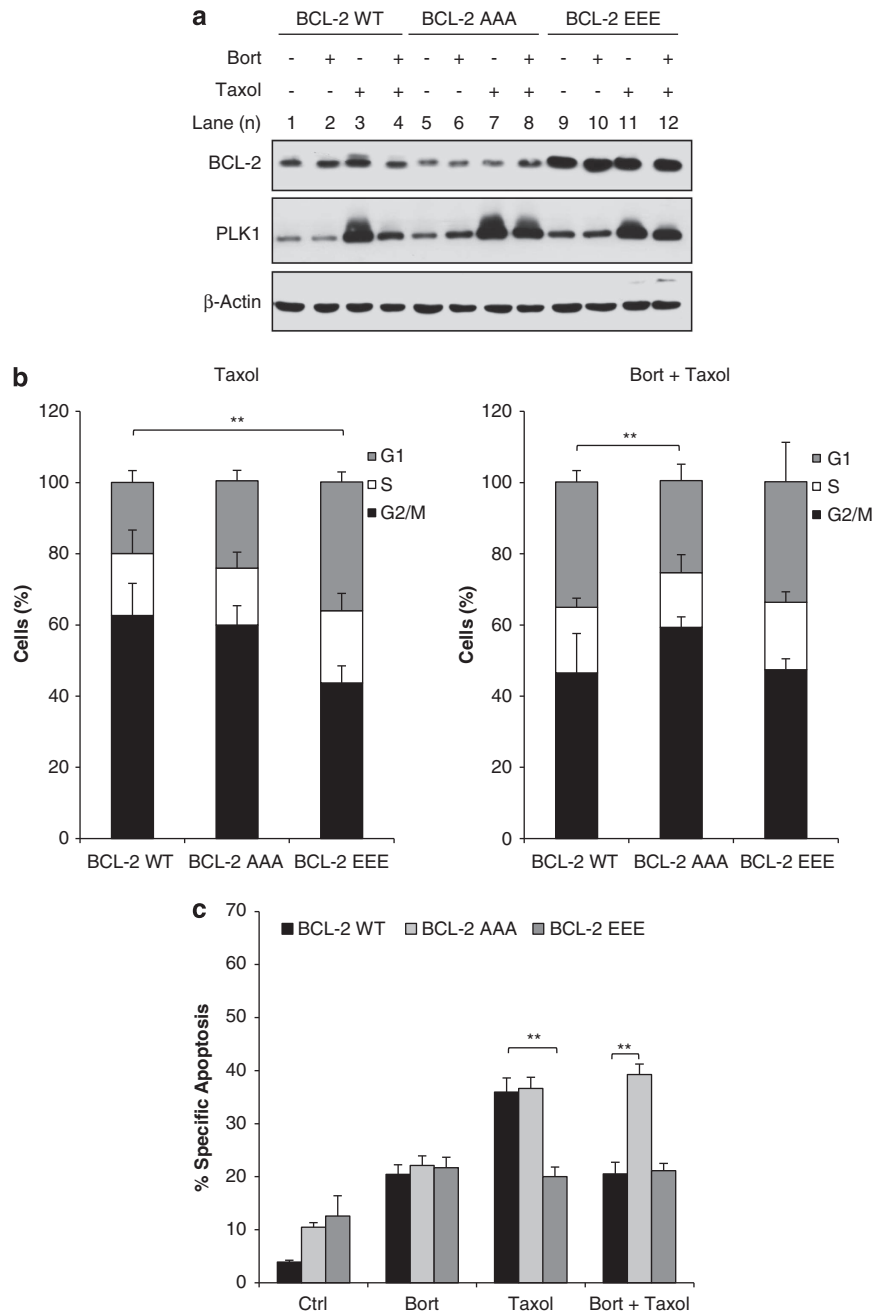 a
BCL-2 WT BCL-2 AAA BCL-2 EEE
Bort - + - + - + - + - + - +
Taxol - - + + - - + + - - + +
Lane (n) 1 2 3 4 5 6 7 8 9 10 11 12
BCL-2
PLK1
β-Actin
b
Taxol
120
100
80
60
40
20
0
Cells (%)
**
G1
S
G2/M
BCL-2 WT BCL-2 AAA BCL-2 EEE
Bort + Taxol
120
100
80
60
40
20
0
Cells (%)
**
G1
S
G2/M
BCL-2 WT BCL-2 AAA BCL-2 EEE
c
70
60
50
40
30
20
10
0
% Specific Apoptosis
BCL-2 WT BCL-2 AAA BCL-2 EEE
**
**
Ctrl Bort Taxol Bort + Taxol